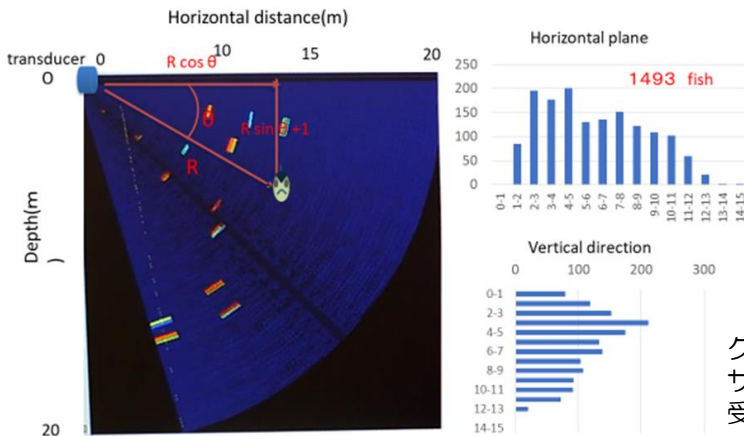 Horizontal distance(m)
transducer 0 10 15 20
R cos θ
0
θ
R sin θ +1
R
Depth(m
)
20
Horizontal plane
1493 fish
250
200
150
100
50
0
0-1 1-2 2-3 3-4 4-5 5-6 6-7 7-8 8-9 9-10 10-11 11-12 12-13 13-14 14-15
Vertical direction
0 100 200 300
0-1
2-3
4-5
6-7
8-9
10-11
12-13
14-15
ク
サ
受